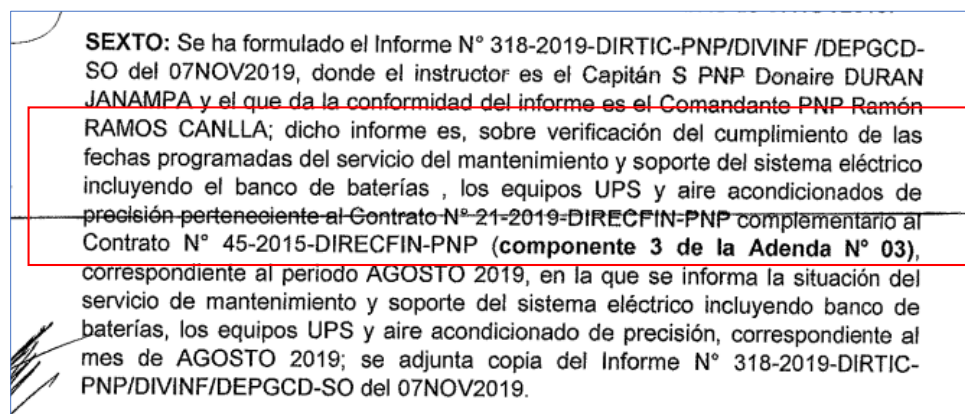 SEXTO: Se ha formulado el Informe N° 318-2019-DIRTIC-PNP/DIVINF /DEPGCD-
SO del 07NOV2019, donde el instructor es el Capitán S PNP Donaire DURAN
JANAMPA y el que da la conformidad del informe es el Comandante PNP Ramón
RAMOS CANLLA; dicho informe es, sobre verificación del cumplimiento de las
fechas programadas del servicio del mantenimiento y soporte del sistema eléctrico
incluyendo el banco de baterías , los equipos UPS y aire acondicionados de
precisión perteneciente al Contrato N° 21-2019-DIRECFIN-PNP complementario al
Contrato N° 45-2015-DIRECFIN-PNP (componente 3 de la Adenda N° 03),
correspondiente al periodo AGOSTO 2019, en la que se informa la situación del
servicio de mantenimiento y soporte del sistema eléctrico incluyendo banco de
baterías, los equipos UPS y aire acondicionado de precisión, correspondiente al
mes de AGOSTO 2019; se adjunta copia del Informe N° 318-2019-DIRTIC-
PNP/DIVINF/DEPGCD-SO del 07NOV2019.